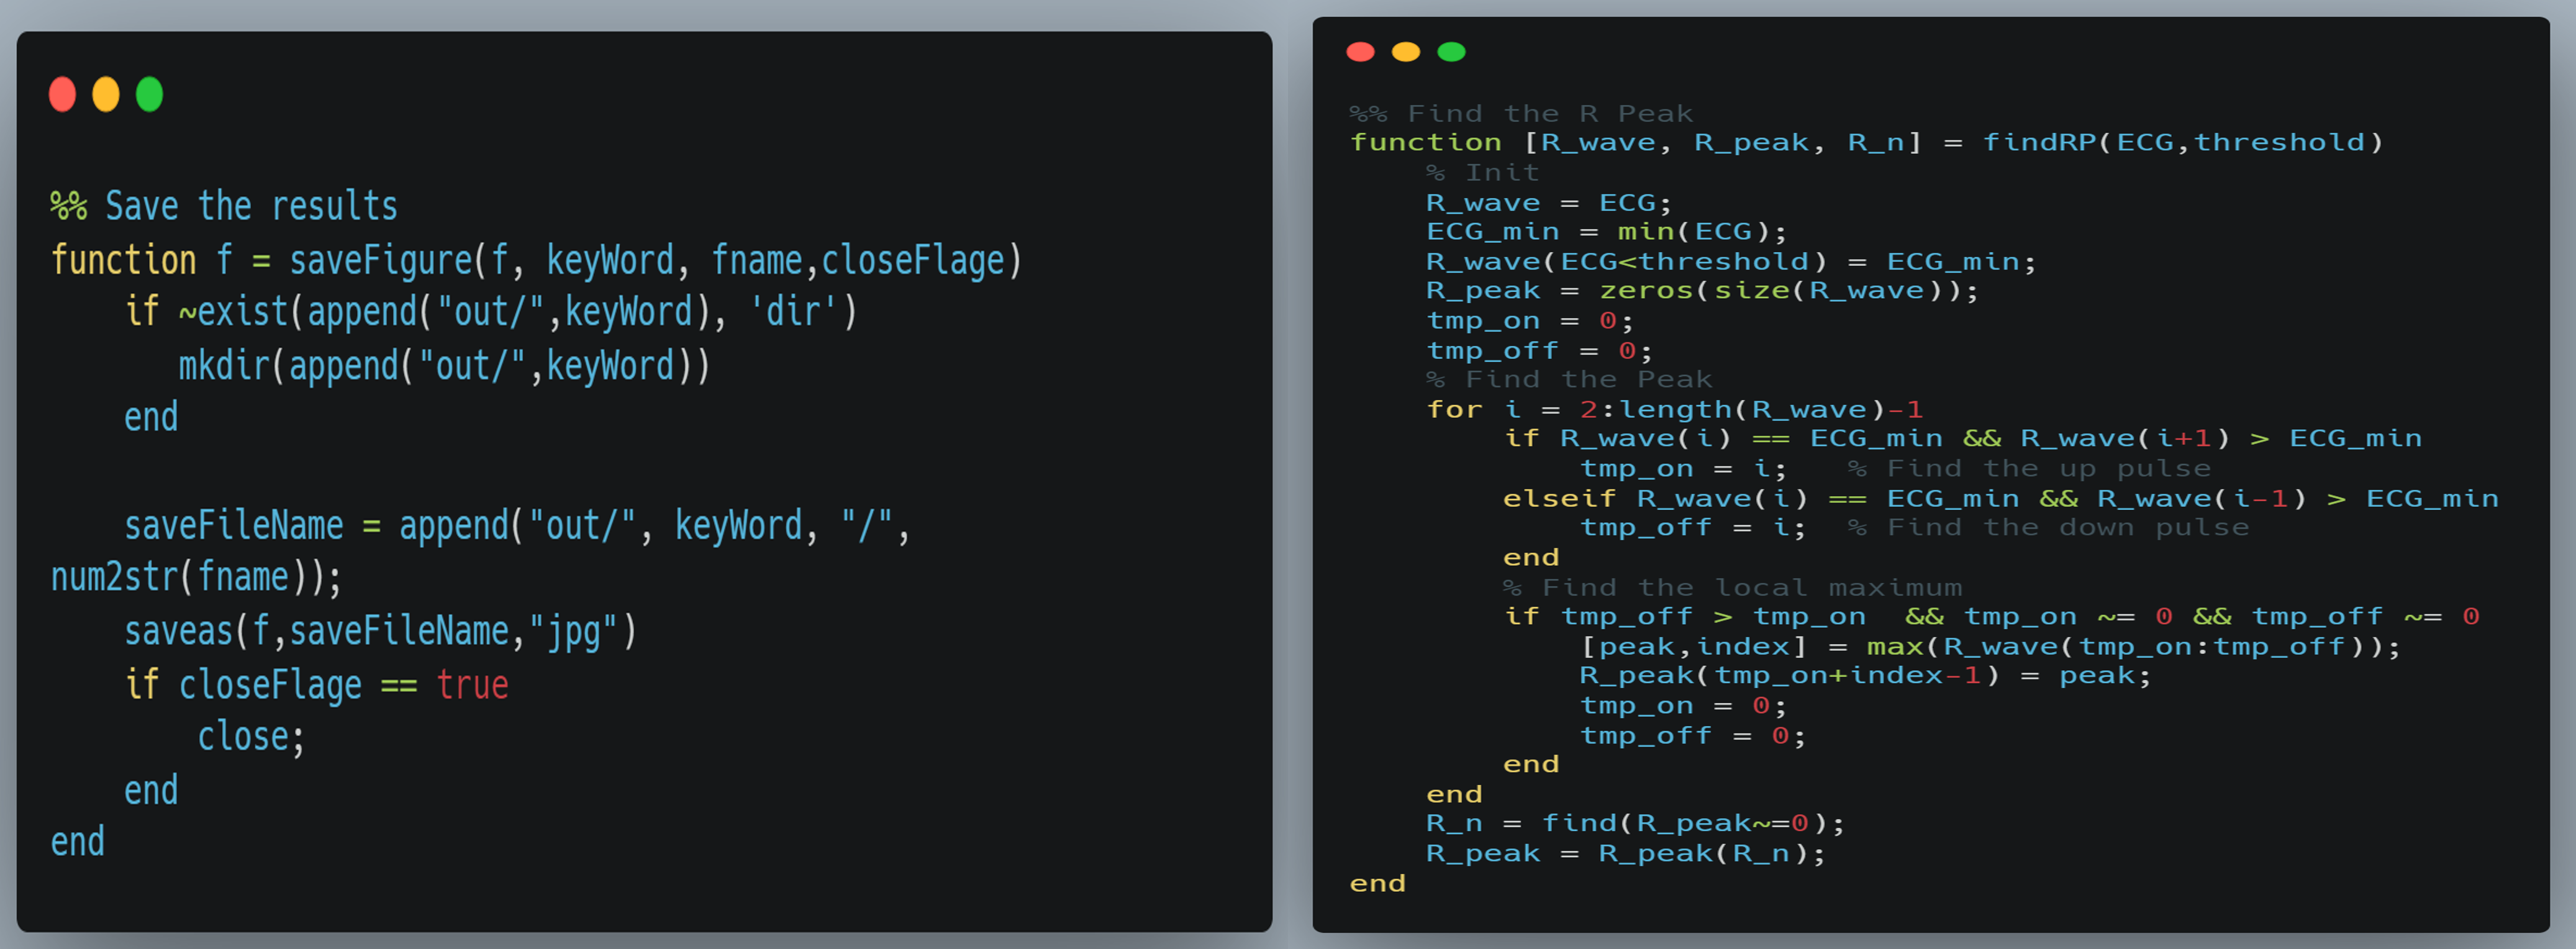 %% Save the results
function f = saveFigure(f, keyWord, fname,closeFlage)
    if ~exist(append("out/",keyWord), 'dir')
       mkdir(append("out/",keyWord))
    end

    saveFileName = append("out/", keyWord, "/",
num2str(fname));
    saveas(f,saveFileName,"jpg")
    if closeFlage == true
        close;
    end
end
%% Find the R Peak
function [R_wave, R_peak, R_n] = findRP(ECG,threshold)
    % Init
    R_wave = ECG;
    ECG_min = min(ECG);
    R_wave(ECG<threshold) = ECG_min;
    R_peak = zeros(size(R_wave));
    tmp_on = 0;
    tmp_off = 0;
    % Find the Peak
    for i = 2:length(R_wave)-1
        if R_wave(i) == ECG_min && R_wave(i+1) > ECG_min
            tmp_on = i;   % Find the up pulse
        elseif R_wave(i) == ECG_min && R_wave(i-1) > ECG_min
            tmp_off = i;  % Find the down pulse
        end
        % Find the local maximum
        if tmp_off > tmp_on  && tmp_on ~= 0 && tmp_off ~= 0
            [peak,index] = max(R_wave(tmp_on:tmp_off));
            R_peak(tmp_on+index-1) = peak;
            tmp_on = 0;
            tmp_off = 0;
        end
    end
    R_n = find(R_peak~=0);
    R_peak = R_peak(R_n);
end